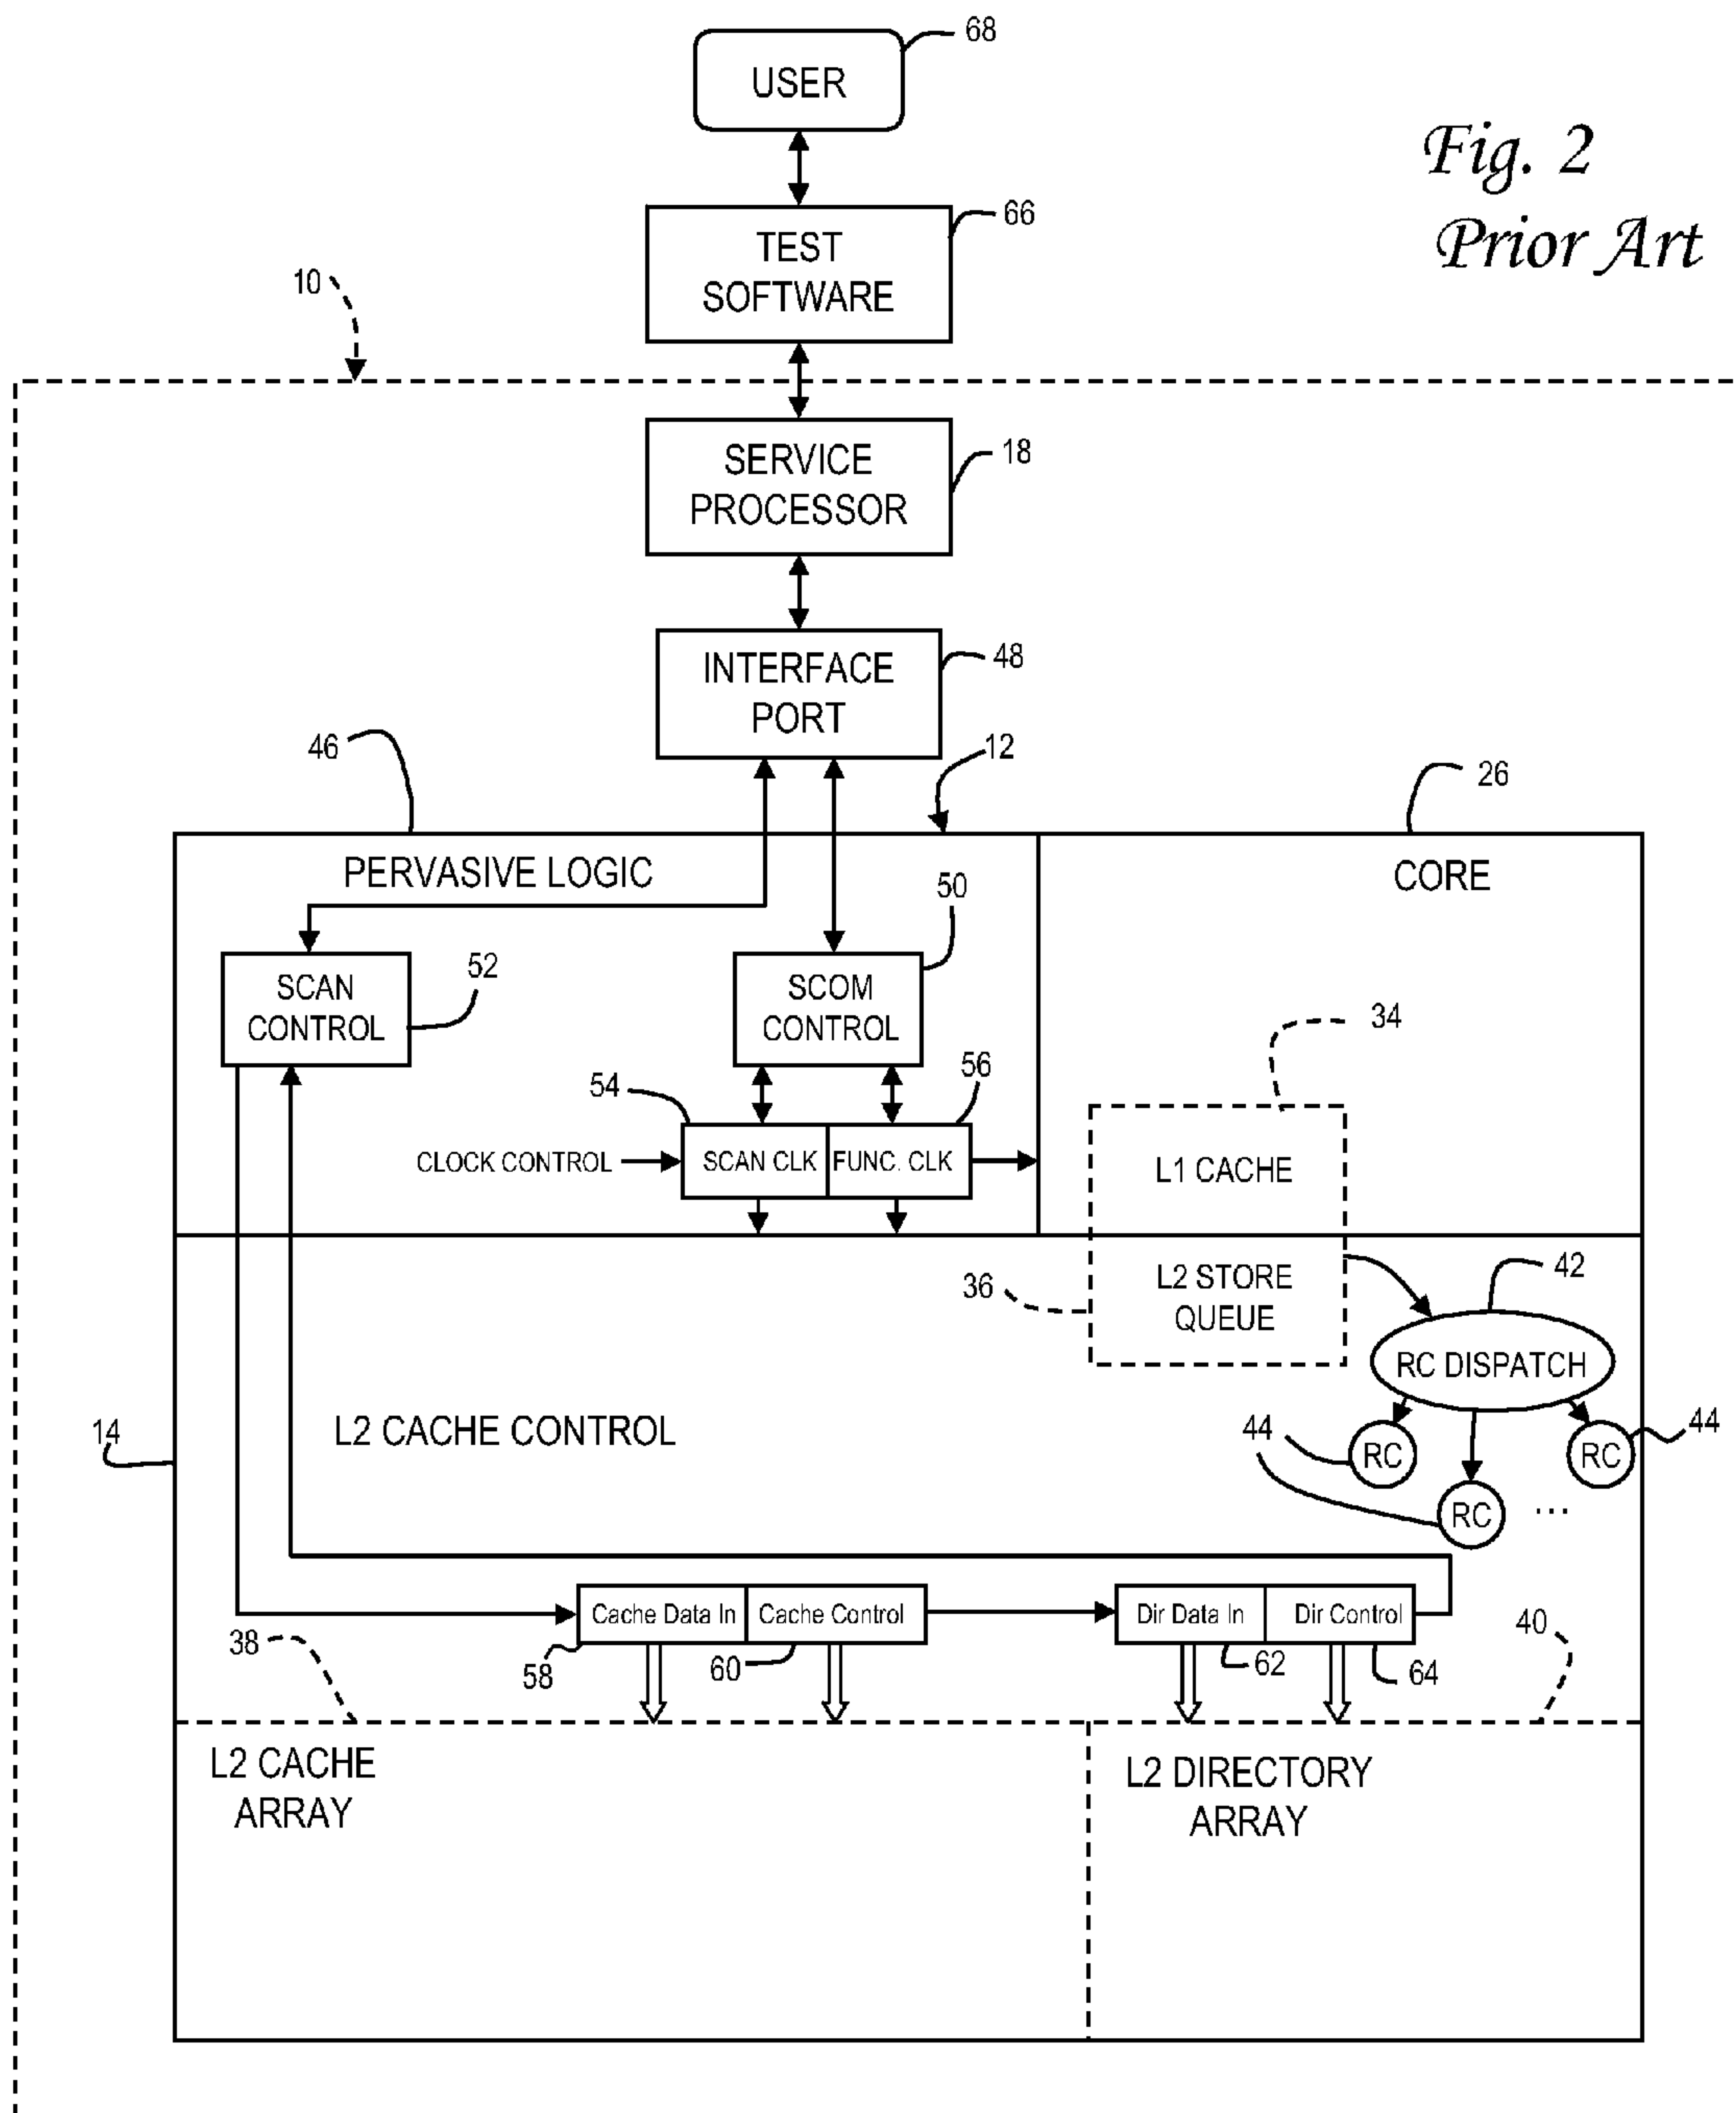 68
USER
Fig. 2
Prior Art
66
TEST
SOFTWARE
10
SERVICE
PROCESSOR
18
INTERFACE
PORT
48
46
12
26
PERVASIVE LOGIC
CORE
50
SCAN
CONTROL
52
SCOM
CONTROL
34
54
56
CLOCK CONTROL
SCAN CLK
FUNC. CLK
L1 CACHE
36
L2 STORE
QUEUE
42
RC DISPATCH
14
L2 CACHE CONTROL
44
44
RC
RC
RC
...
Cache Data In
Cache Control
Dir Data In
Dir Control
38
58
60
62
64
40
L2 CACHE
ARRAY
L2 DIRECTORY
ARRAY